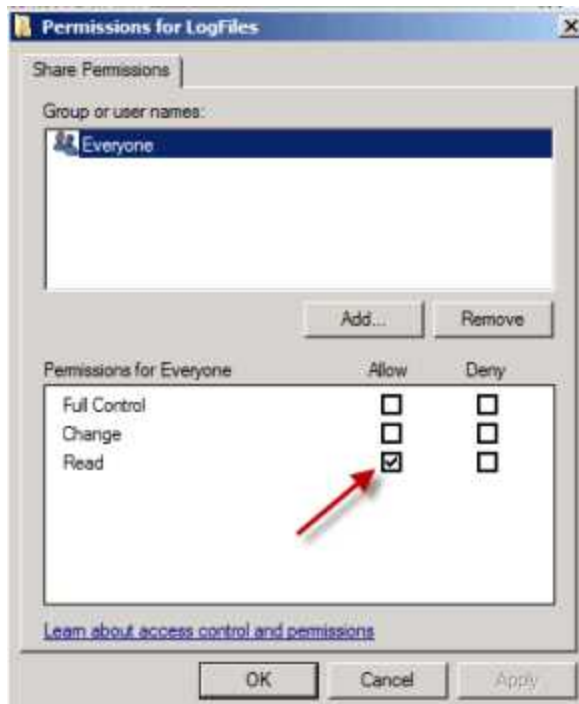 Permissions for LogFiles
Share Permissions
Group or user names:
Everyone
Add... Remove
Permissions for Everyone Allow Deny
Full Control
Change
Read
Learn about access control and permissions
OK Cancel Apply